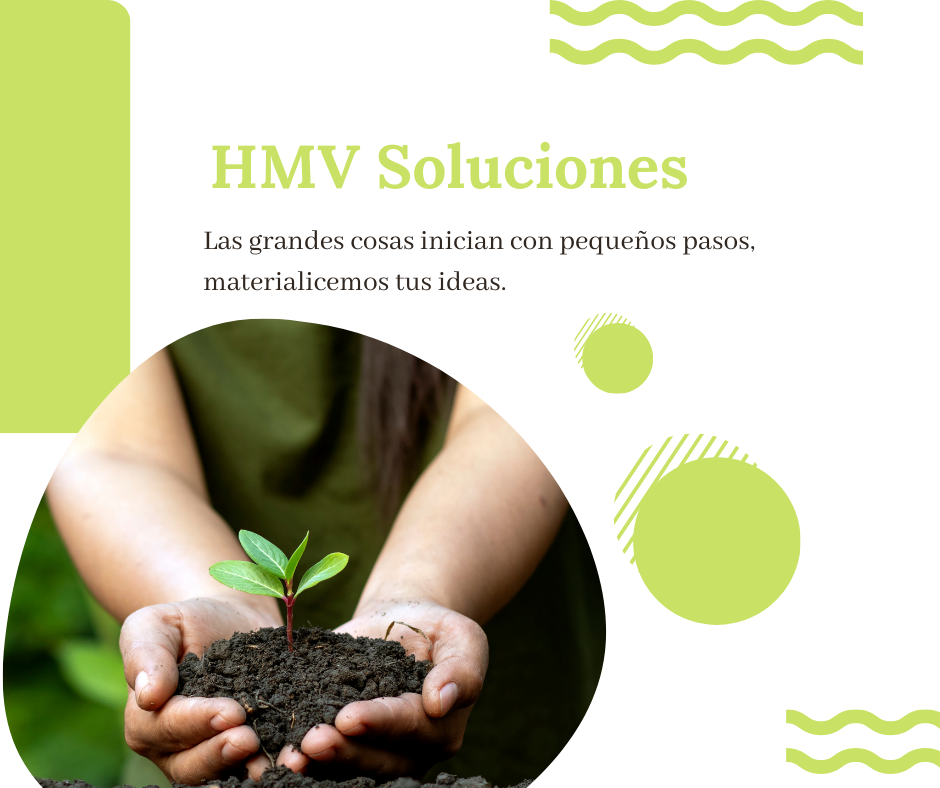 HMV Soluciones
Las grandes cosas inician con pequeños pasos,
materialicemos tus ideas.